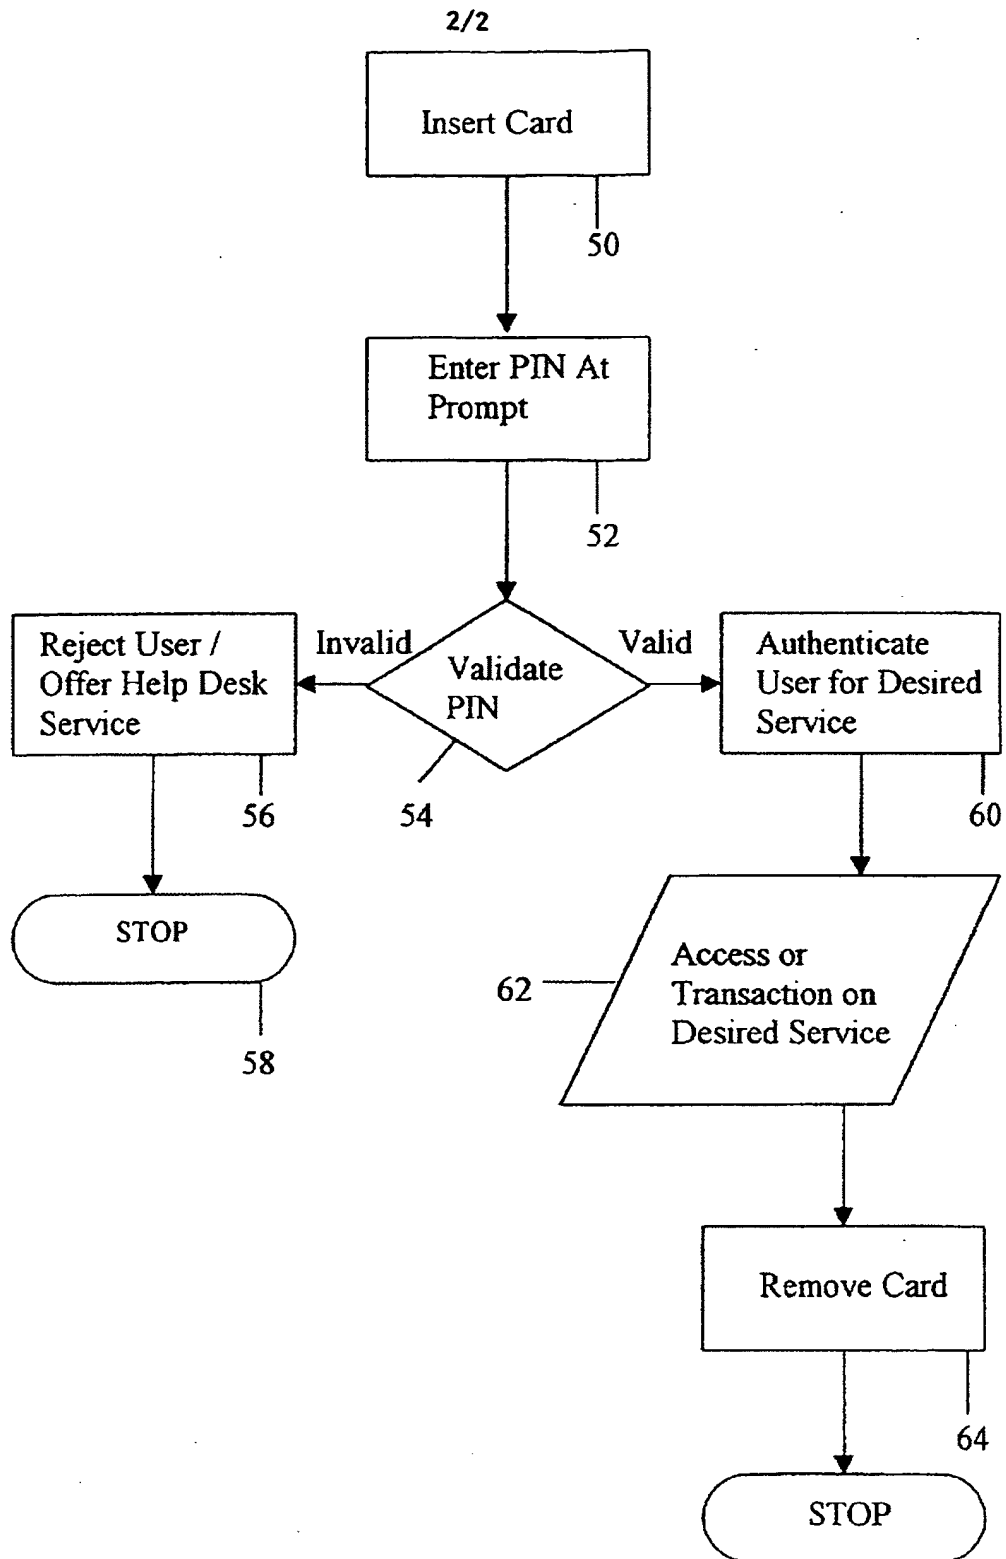 2/2
Insert Card
50
Enter PIN At
Prompt
52
Invalid
Valid
Reject User /
Offer Help Desk
Service
Validate
PIN
Authenticate
User for Desired
Service
56
54
60
STOP
58
62
Access or
Transaction on
Desired Service
Remove Card
64
STOP